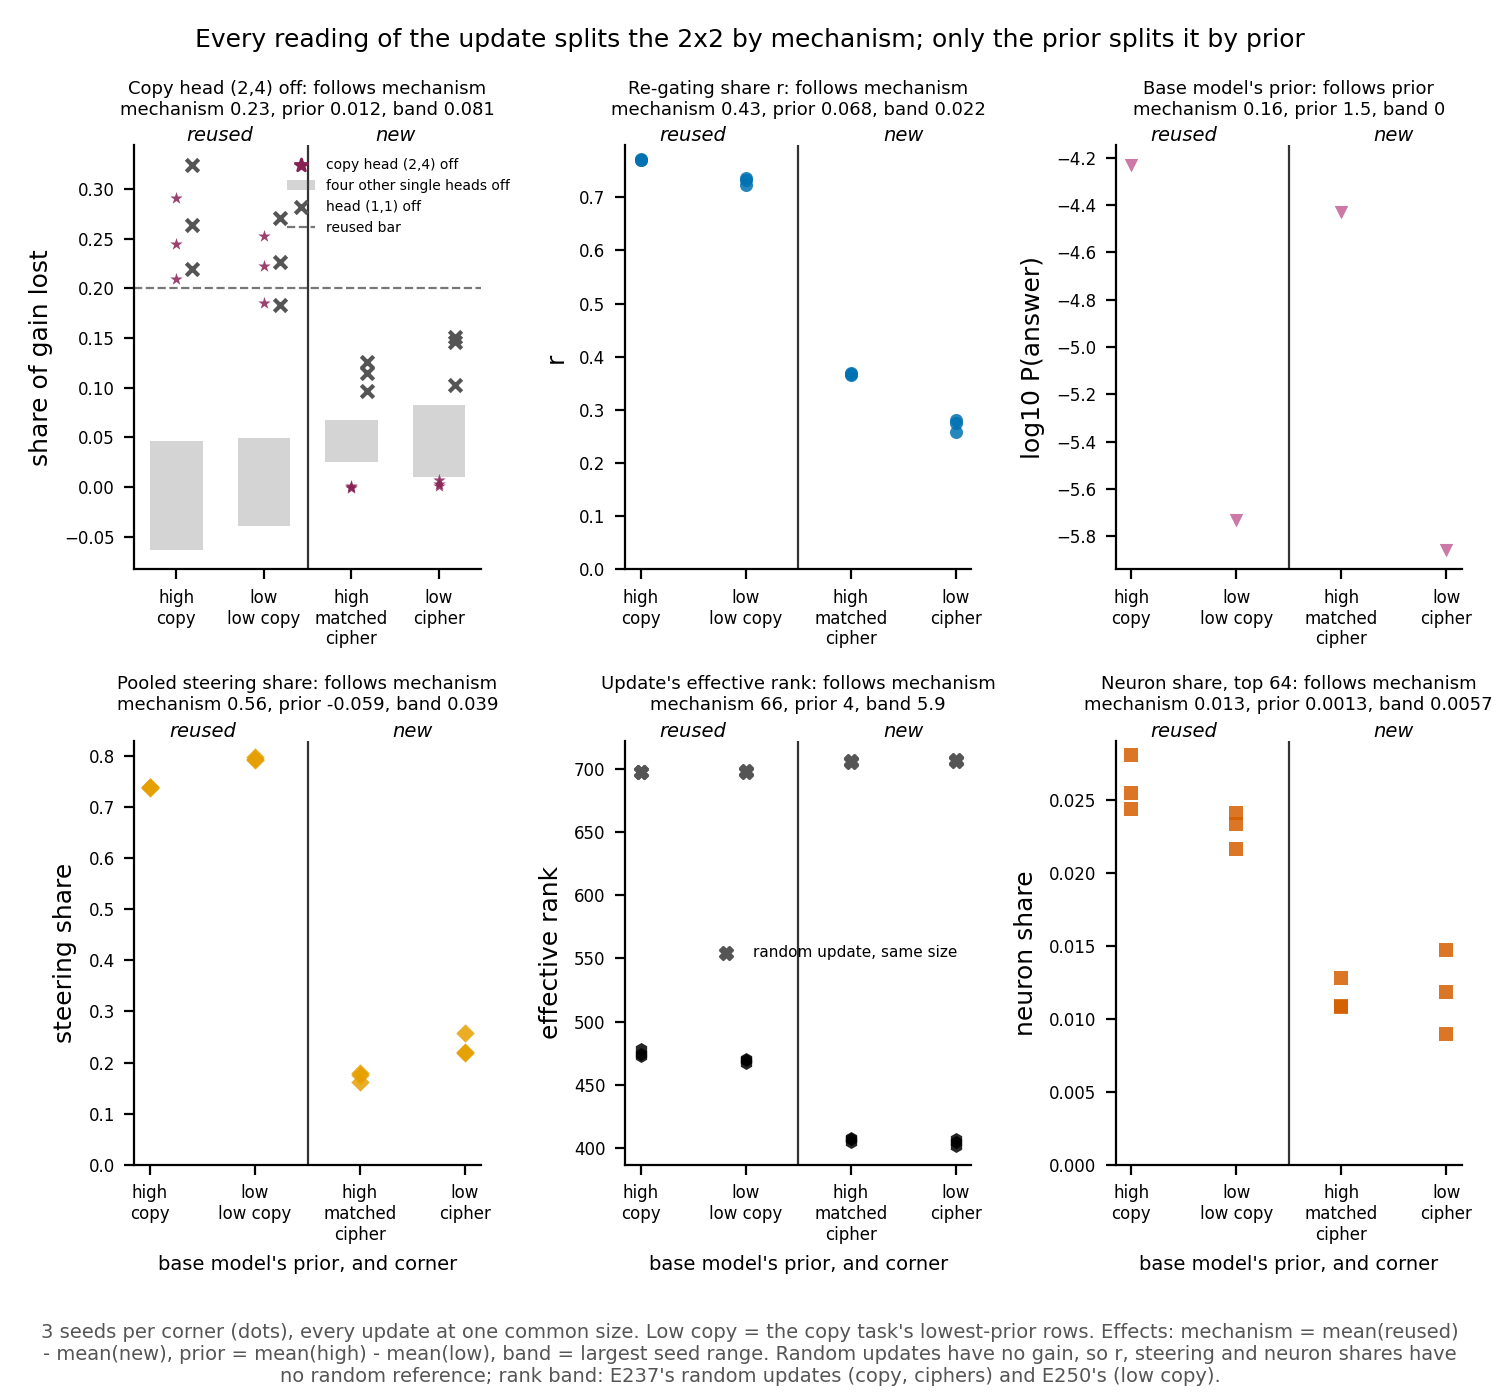 Every reading of the update splits the 2x2 by mechanism; only the prior splits it by prior
Copy head (2,4) off: follows mechanism
mechanism 0.23, prior 0.012, band 0.081
reused
new
copy head (2,4) off
four other single heads off
head (1,1) off
reused bar
share of gain lost
0.30
0.25
0.20
0.15
0.10
0.05
0.00
−0.05
high
copy
low
low copy
high
matched
cipher
low
cipher
Re-gating share r: follows mechanism
mechanism 0.43, prior 0.068, band 0.022
reused
new
r
0.7
0.6
0.5
0.4
0.3
0.2
0.1
0.0
high
copy
low
low copy
high
matched
cipher
low
cipher
Base model's prior: follows prior
mechanism 0.16, prior 1.5, band 0
reused
new
log10 P(answer)
−4.2
−4.4
−4.6
−4.8
−5.0
−5.2
−5.4
−5.6
−5.8
high
copy
low
low copy
high
matched
cipher
low
cipher
Pooled steering share: follows mechanism
mechanism 0.56, prior -0.059, band 0.039
reused
new
steering share
0.8
0.7
0.6
0.5
0.4
0.3
0.2
0.1
0.0
high
copy
low
low copy
high
matched
cipher
low
cipher
base model's prior, and corner
Update's effective rank: follows mechanism
mechanism 66, prior 4, band 5.9
reused
new
effective rank
700
650
600
550
500
450
400
random update, same size
high
copy
low
low copy
high
matched
cipher
low
cipher
base model's prior, and corner
Neuron share, top 64: follows mechanism
mechanism 0.013, prior 0.0013, band 0.0057
reused
new
neuron share
0.025
0.020
0.015
0.010
0.005
0.000
high
copy
low
low copy
high
matched
cipher
low
cipher
base model's prior, and corner
3 seeds per corner (dots), every update at one common size. Low copy = the copy task's lowest-prior rows. Effects: mechanism = mean(reused)
- mean(new), prior = mean(high) - mean(low), band = largest seed range. Random updates have no gain, so r, steering and neuron shares have
no random reference; rank band: E237's random updates (copy, ciphers) and E250's (low copy).